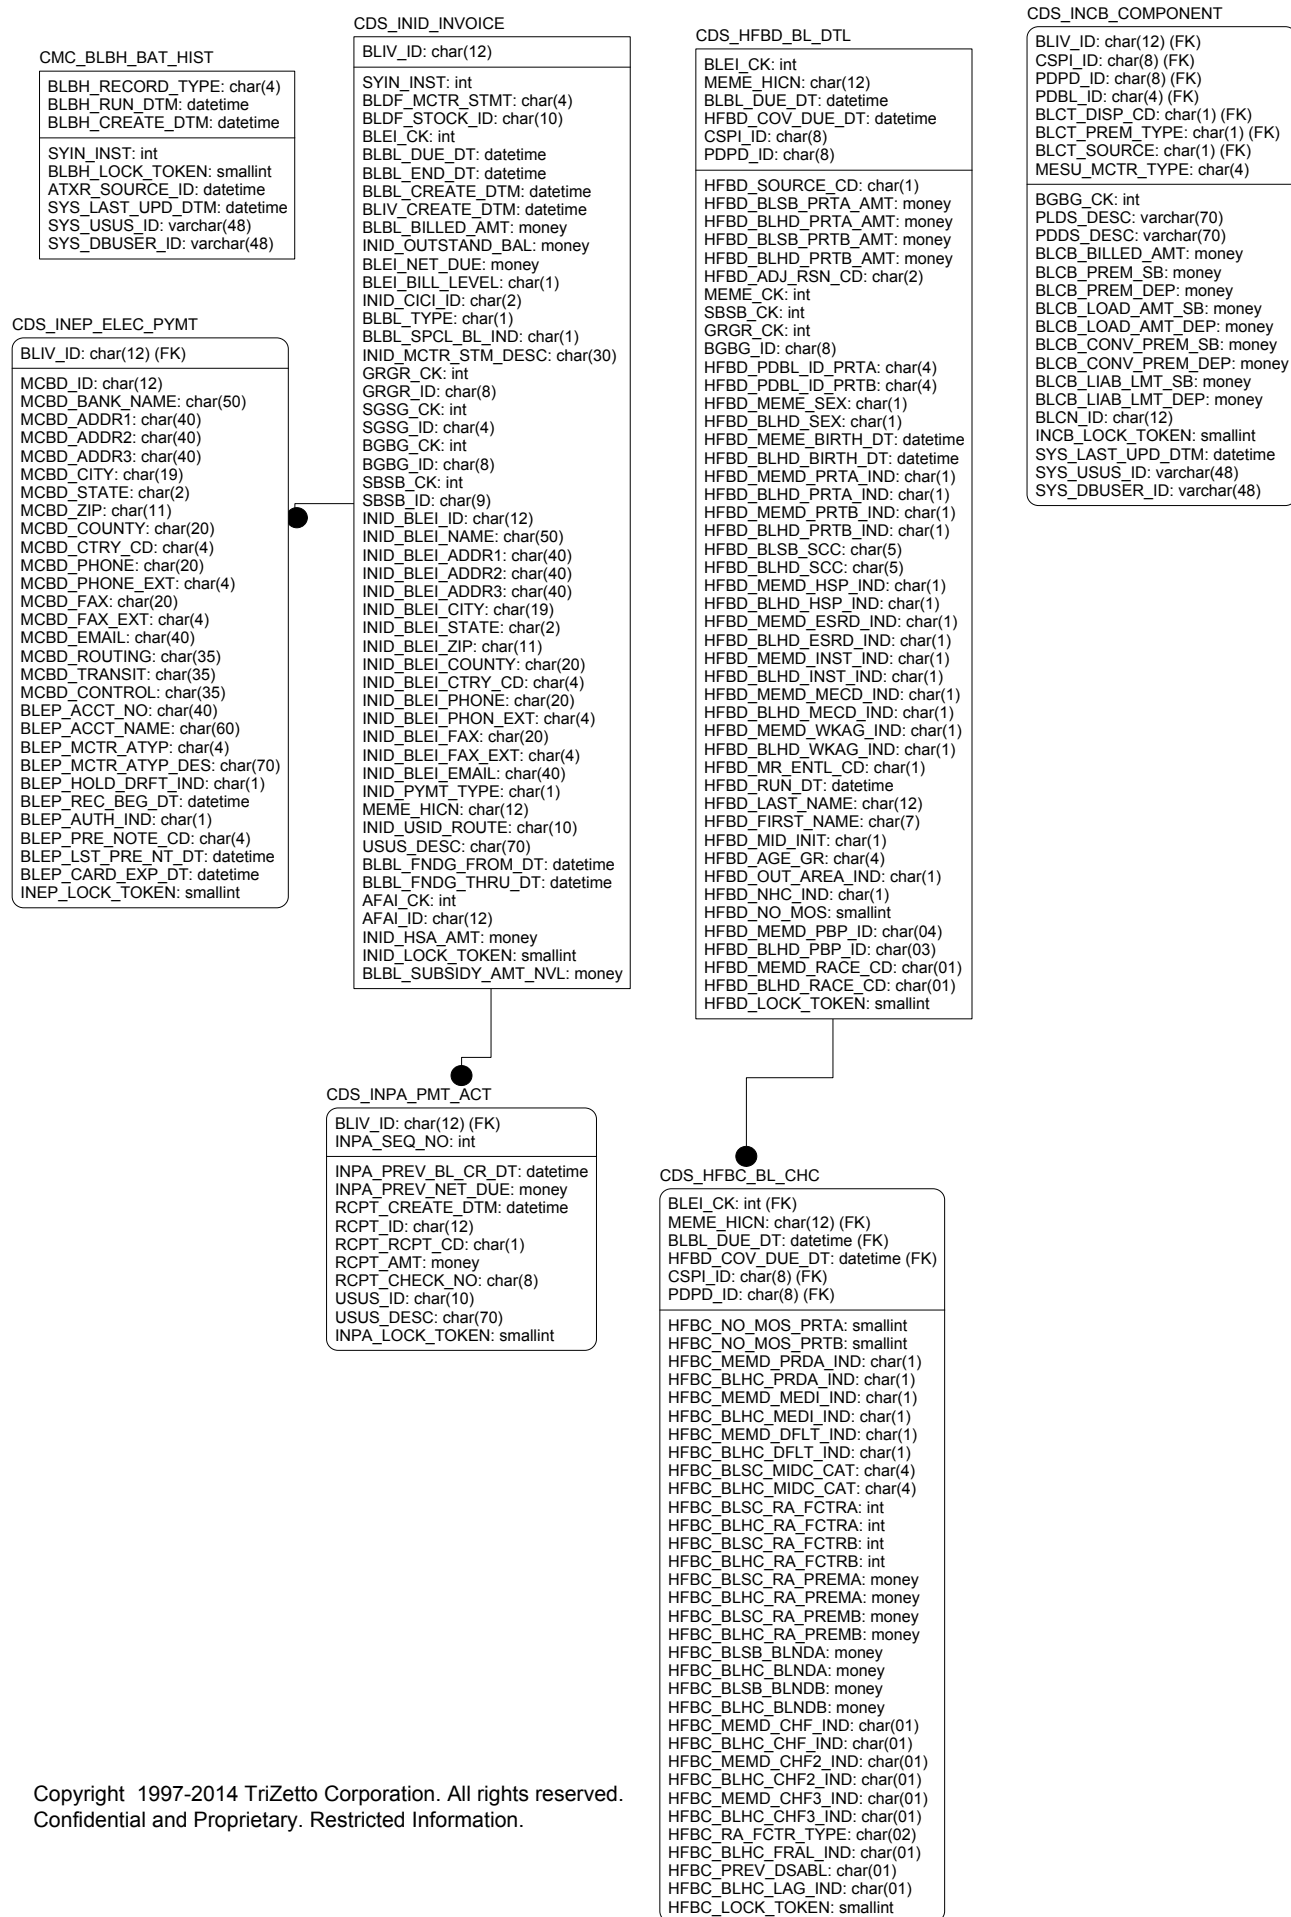 CMC_BLBH_BAT_HIST
BLBH_RECORD_TYPE: char(4)
BLBH_RUN_DTM: datetime
BLBH_CREATE_DTM: datetime
SYIN_INST: int
BLBH_LOCK_TOKEN: smallint
ATXR_SOURCE_ID: datetime
SYS_LAST_UPD_DTM: datetime
SYS_USUS_ID: varchar(48)
SYS_DBUSER_ID: varchar(48)
CDS_INEP_ELEC_PYMT
BLIV_ID: char(12) (FK)
MCBD_ID: char(12)
MCBD_BANK_NAME: char(50)
MCBD_ADDR1: char(40)
MCBD_ADDR2: char(40)
MCBD_ADDR3: char(40)
MCBD_CITY: char(19)
MCBD_STATE: char(2)
MCBD_ZIP: char(11)
MCBD_COUNTY: char(20)
MCBD_CTRY_CD: char(4)
MCBD_PHONE: char(20)
MCBD_PHONE_EXT: char(4)
MCBD_FAX: char(20)
MCBD_FAX_EXT: char(4)
MCBD_EMAIL: char(40)
MCBD_ROUTING: char(35)
MCBD_TRANSIT: char(35)
MCBD_CONTROL: char(35)
BLEP_ACCT_NO: char(40)
BLEP_ACCT_NAME: char(60)
BLEP_MCTR_ATYP: char(4)
BLEP_MCTR_ATYP_DES: char(70)
BLEP_HOLD_DRFT_IND: char(1)
BLEP_REC_BEG_DT: datetime
BLEP_AUTH_IND: char(1)
BLEP_PRE_NOTE_CD: char(4)
BLEP_LST_PRE_NT_DT: datetime
BLEP_CARD_EXP_DT: datetime
INEP_LOCK_TOKEN: smallint
CDS_INID_INVOICE
BLIV_ID: char(12)
SYIN_INST: int
BLDF_MCTR_STMT: char(4)
BLDF_STOCK_ID: char(10)
BLEI_CK: int
BLBL_DUE_DT: datetime
BLBL_END_DT: datetime
BLBL_CREATE_DTM: datetime
BLIV_CREATE_DTM: datetime
BLBL_BILLED_AMT: money
INID_OUTSTAND_BAL: money
BLEI_NET_DUE: money
BLEI_BILL_LEVEL: char(1)
INID_CICI_ID: char(2)
BLBL_TYPE: char(1)
BLBL_SPCL_BL_IND: char(1)
INID_MCTR_STM_DESC: char(30)
GRGR_CK: int
GRGR_ID: char(8)
SGSG_CK: int
SGSG_ID: char(4)
BGBG_CK: int
BGBG_ID: char(8)
SBSB_CK: int
SBSB_ID: char(9)
INID_BLEI_ID: char(12)
INID_BLEI_NAME: char(50)
INID_BLEI_ADDR1: char(40)
INID_BLEI_ADDR2: char(40)
INID_BLEI_ADDR3: char(40)
INID_BLEI_CITY: char(19)
INID_BLEI_STATE: char(2)
INID_BLEI_ZIP: char(11)
INID_BLEI_COUNTY: char(20)
INID_BLEI_CTRY_CD: char(4)
INID_BLEI_PHONE: char(20)
INID_BLEI_PHON_EXT: char(4)
INID_BLEI_FAX: char(20)
INID_BLEI_FAX_EXT: char(4)
INID_BLEI_EMAIL: char(40)
INID_PYMT_TYPE: char(1)
MEME_HICN: char(12)
INID_USID_ROUTE: char(10)
USUS_DESC: char(70)
BLBL_FNDG_FROM_DT: datetime
BLBL_FNDG_THRU_DT: datetime
AFAI_CK: int
AFAI_ID: char(12)
INID_HSA_AMT: money
INID_LOCK_TOKEN: smallint
BLBL_SUBSIDY_AMT_NVL: money
CDS_INPA_PMT_ACT
BLIV_ID: char(12) (FK)
INPA_SEQ_NO: int
INPA_PREV_BL_CR_DT: datetime
INPA_PREV_NET_DUE: money
RCPT_CREATE_DTM: datetime
RCPT_ID: char(12)
RCPT_RCPT_CD: char(1)
RCPT_AMT: money
RCPT_CHECK_NO: char(8)
USUS_ID: char(10)
USUS_DESC: char(70)
INPA_LOCK_TOKEN: smallint
CDS_HFBD_BL_DTL
BLEI_CK: int
MEME_HICN: char(12)
BLBL_DUE_DT: datetime
HFBD_COV_DUE_DT: datetime
CSPI_ID: char(8)
PDPD_ID: char(8)
HFBD_SOURCE_CD: char(1)
HFBD_BLSB_PRTA_AMT: money
HFBD_BLHD_PRTA_AMT: money
HFBD_BLSB_PRTB_AMT: money
HFBD_BLHD_PRTB_AMT: money
HFBD_ADJ_RSN_CD: char(2)
MEME_CK: int
SBSB_CK: int
GRGR_CK: int
BGBG_ID: char(8)
HFBD_PDBL_ID_PRTA: char(4)
HFBD_PDBL_ID_PRTB: char(4)
HFBD_MEME_SEX: char(1)
HFBD_BLHD_SEX: char(1)
HFBD_MEME_BIRTH_DT: datetime
HFBD_BLHD_BIRTH_DT: datetime
HFBD_MEMD_PRTA_IND: char(1)
HFBD_BLHD_PRTA_IND: char(1)
HFBD_MEMD_PRTB_IND: char(1)
HFBD_BLHD_PRTB_IND: char(1)
HFBD_BLSB_SCC: char(5)
HFBD_BLHD_SCC: char(5)
HFBD_MEMD_HSP_IND: char(1)
HFBD_BLHD_HSP_IND: char(1)
HFBD_MEMD_ESRD_IND: char(1)
HFBD_BLHD_ESRD_IND: char(1)
HFBD_MEMD_INST_IND: char(1)
HFBD_BLHD_INST_IND: char(1)
HFBD_MEMD_MECD_IND: char(1)
HFBD_BLHD_MECD_IND: char(1)
HFBD_MEMD_WKAG_IND: char(1)
HFBD_BLHD_WKAG_IND: char(1)
HFBD_MR_ENTL_CD: char(1)
HFBD_RUN_DT: datetime
HFBD_LAST_NAME: char(12)
HFBD_FIRST_NAME: char(7)
HFBD_MID_INIT: char(1)
HFBD_AGE_GR: char(4)
HFBD_OUT_AREA_IND: char(1)
HFBD_NHC_IND: char(1)
HFBD_NO_MOS: smallint
HFBD_MEMD_PBP_ID: char(04)
HFBD_BLHD_PBP_ID: char(03)
HFBD_MEMD_RACE_CD: char(01)
HFBD_BLHD_RACE_CD: char(01)
HFBD_LOCK_TOKEN: smallint
CDS_HFBC_BL_CHC
BLEI_CK: int (FK)
MEME_HICN: char(12) (FK)
BLBL_DUE_DT: datetime (FK)
HFBD_COV_DUE_DT: datetime (FK)
CSPI_ID: char(8) (FK)
PDPD_ID: char(8) (FK)
HFBC_NO_MOS_PRTA: smallint
HFBC_NO_MOS_PRTB: smallint
HFBC_MEMD_PRDA_IND: char(1)
HFBC_BLHC_PRDA_IND: char(1)
HFBC_MEMD_MEDI_IND: char(1)
HFBC_BLHC_MEDI_IND: char(1)
HFBC_MEMD_DFLT_IND: char(1)
HFBC_BLHC_DFLT_IND: char(1)
HFBC_BLSC_MIDC_CAT: char(4)
HFBC_BLHC_MIDC_CAT: char(4)
HFBC_BLSC_RA_FCTRA: int
HFBC_BLHC_RA_FCTRA: int
HFBC_BLSC_RA_FCTRB: int
HFBC_BLHC_RA_FCTRB: int
HFBC_BLSC_RA_PREMA: money
HFBC_BLHC_RA_PREMA: money
HFBC_BLSC_RA_PREMB: money
HFBC_BLHC_RA_PREMB: money
HFBC_BLSB_BLNDA: money
HFBC_BLHC_BLNDA: money
HFBC_BLSB_BLNDB: money
HFBC_BLHC_BLNDB: money
HFBC_MEMD_CHF_IND: char(01)
HFBC_BLHC_CHF_IND: char(01)
HFBC_MEMD_CHF2_IND: char(01)
HFBC_BLHC_CHF2_IND: char(01)
HFBC_MEMD_CHF3_IND: char(01)
HFBC_BLHC_CHF3_IND: char(01)
HFBC_RA_FCTR_TYPE: char(02)
HFBC_BLHC_FRAL_IND: char(01)
HFBC_PREV_DSABL: char(01)
HFBC_BLHC_LAG_IND: char(01)
HFBC_LOCK_TOKEN: smallint
CDS_INCB_COMPONENT
BLIV_ID: char(12) (FK)
CSPI_ID: char(8) (FK)
PDPD_ID: char(8) (FK)
PDBL_ID: char(4) (FK)
BLCT_DISP_CD: char(1) (FK)
BLCT_PREM_TYPE: char(1) (FK)
BLCT_SOURCE: char(1) (FK)
MESU_MCTR_TYPE: char(4)
BGBG_CK: int
PLDS_DESC: varchar(70)
PDDS_DESC: varchar(70)
BLCB_BILLED_AMT: money
BLCB_PREM_SB: money
BLCB_PREM_DEP: money
BLCB_LOAD_AMT_SB: money
BLCB_LOAD_AMT_DEP: money
BLCB_CONV_PREM_SB: money
BLCB_CONV_PREM_DEP: money
BLCB_LIAB_LMT_SB: money
BLCB_LIAB_LMT_DEP: money
BLCN_ID: char(12)
INCB_LOCK_TOKEN: smallint
SYS_LAST_UPD_DTM: datetime
SYS_USUS_ID: varchar(48)
SYS_DBUSER_ID: varchar(48)
Copyright 1997-2014 TriZetto Corporation. All rights reserved.
Confidential and Proprietary. Restricted Information.